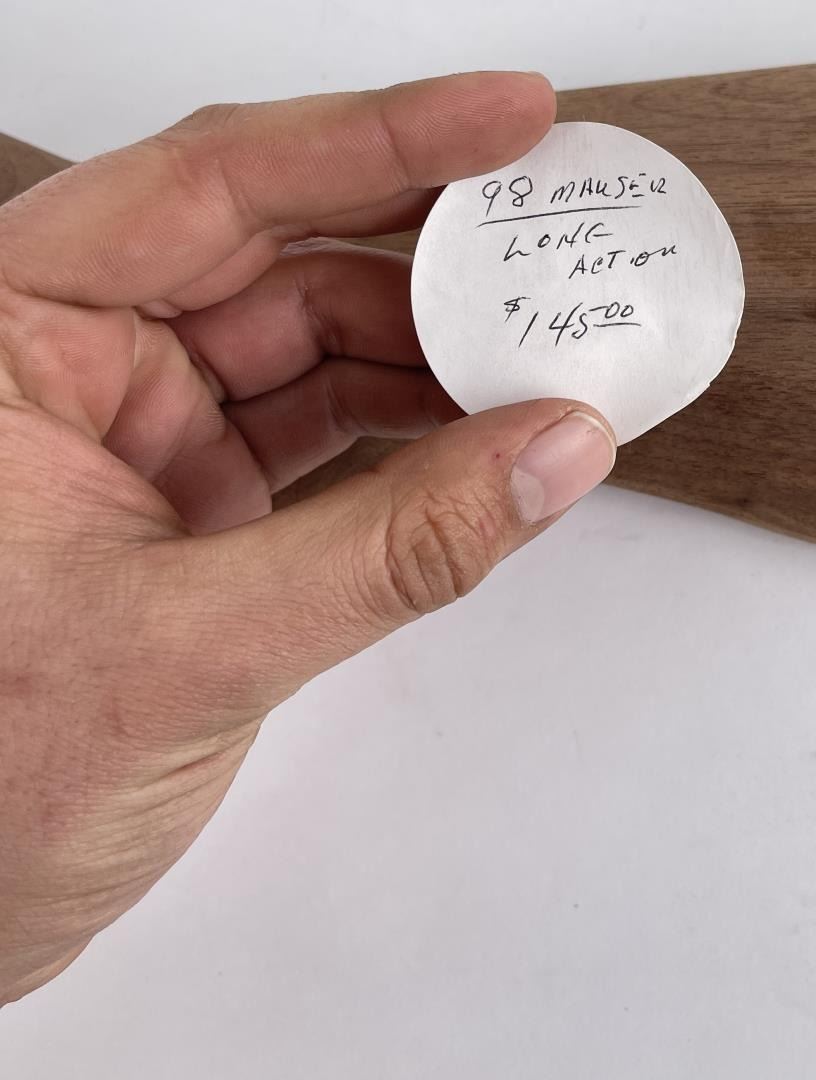 98 MAUSER
LONG
ACTION
$145.00